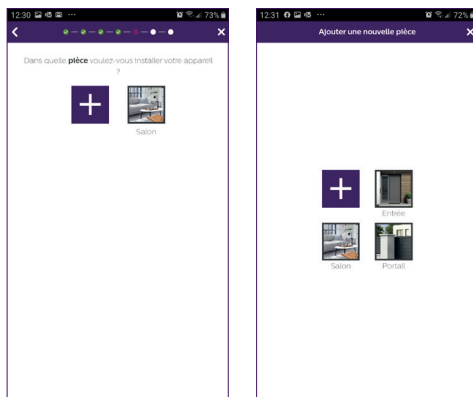 12:30
73%
Dans quelle pièce voulez-vous installer votre appareil
?
Salon
12:31
72%
Ajouter une nouvelle pièce
Entrée
Salon
Portail